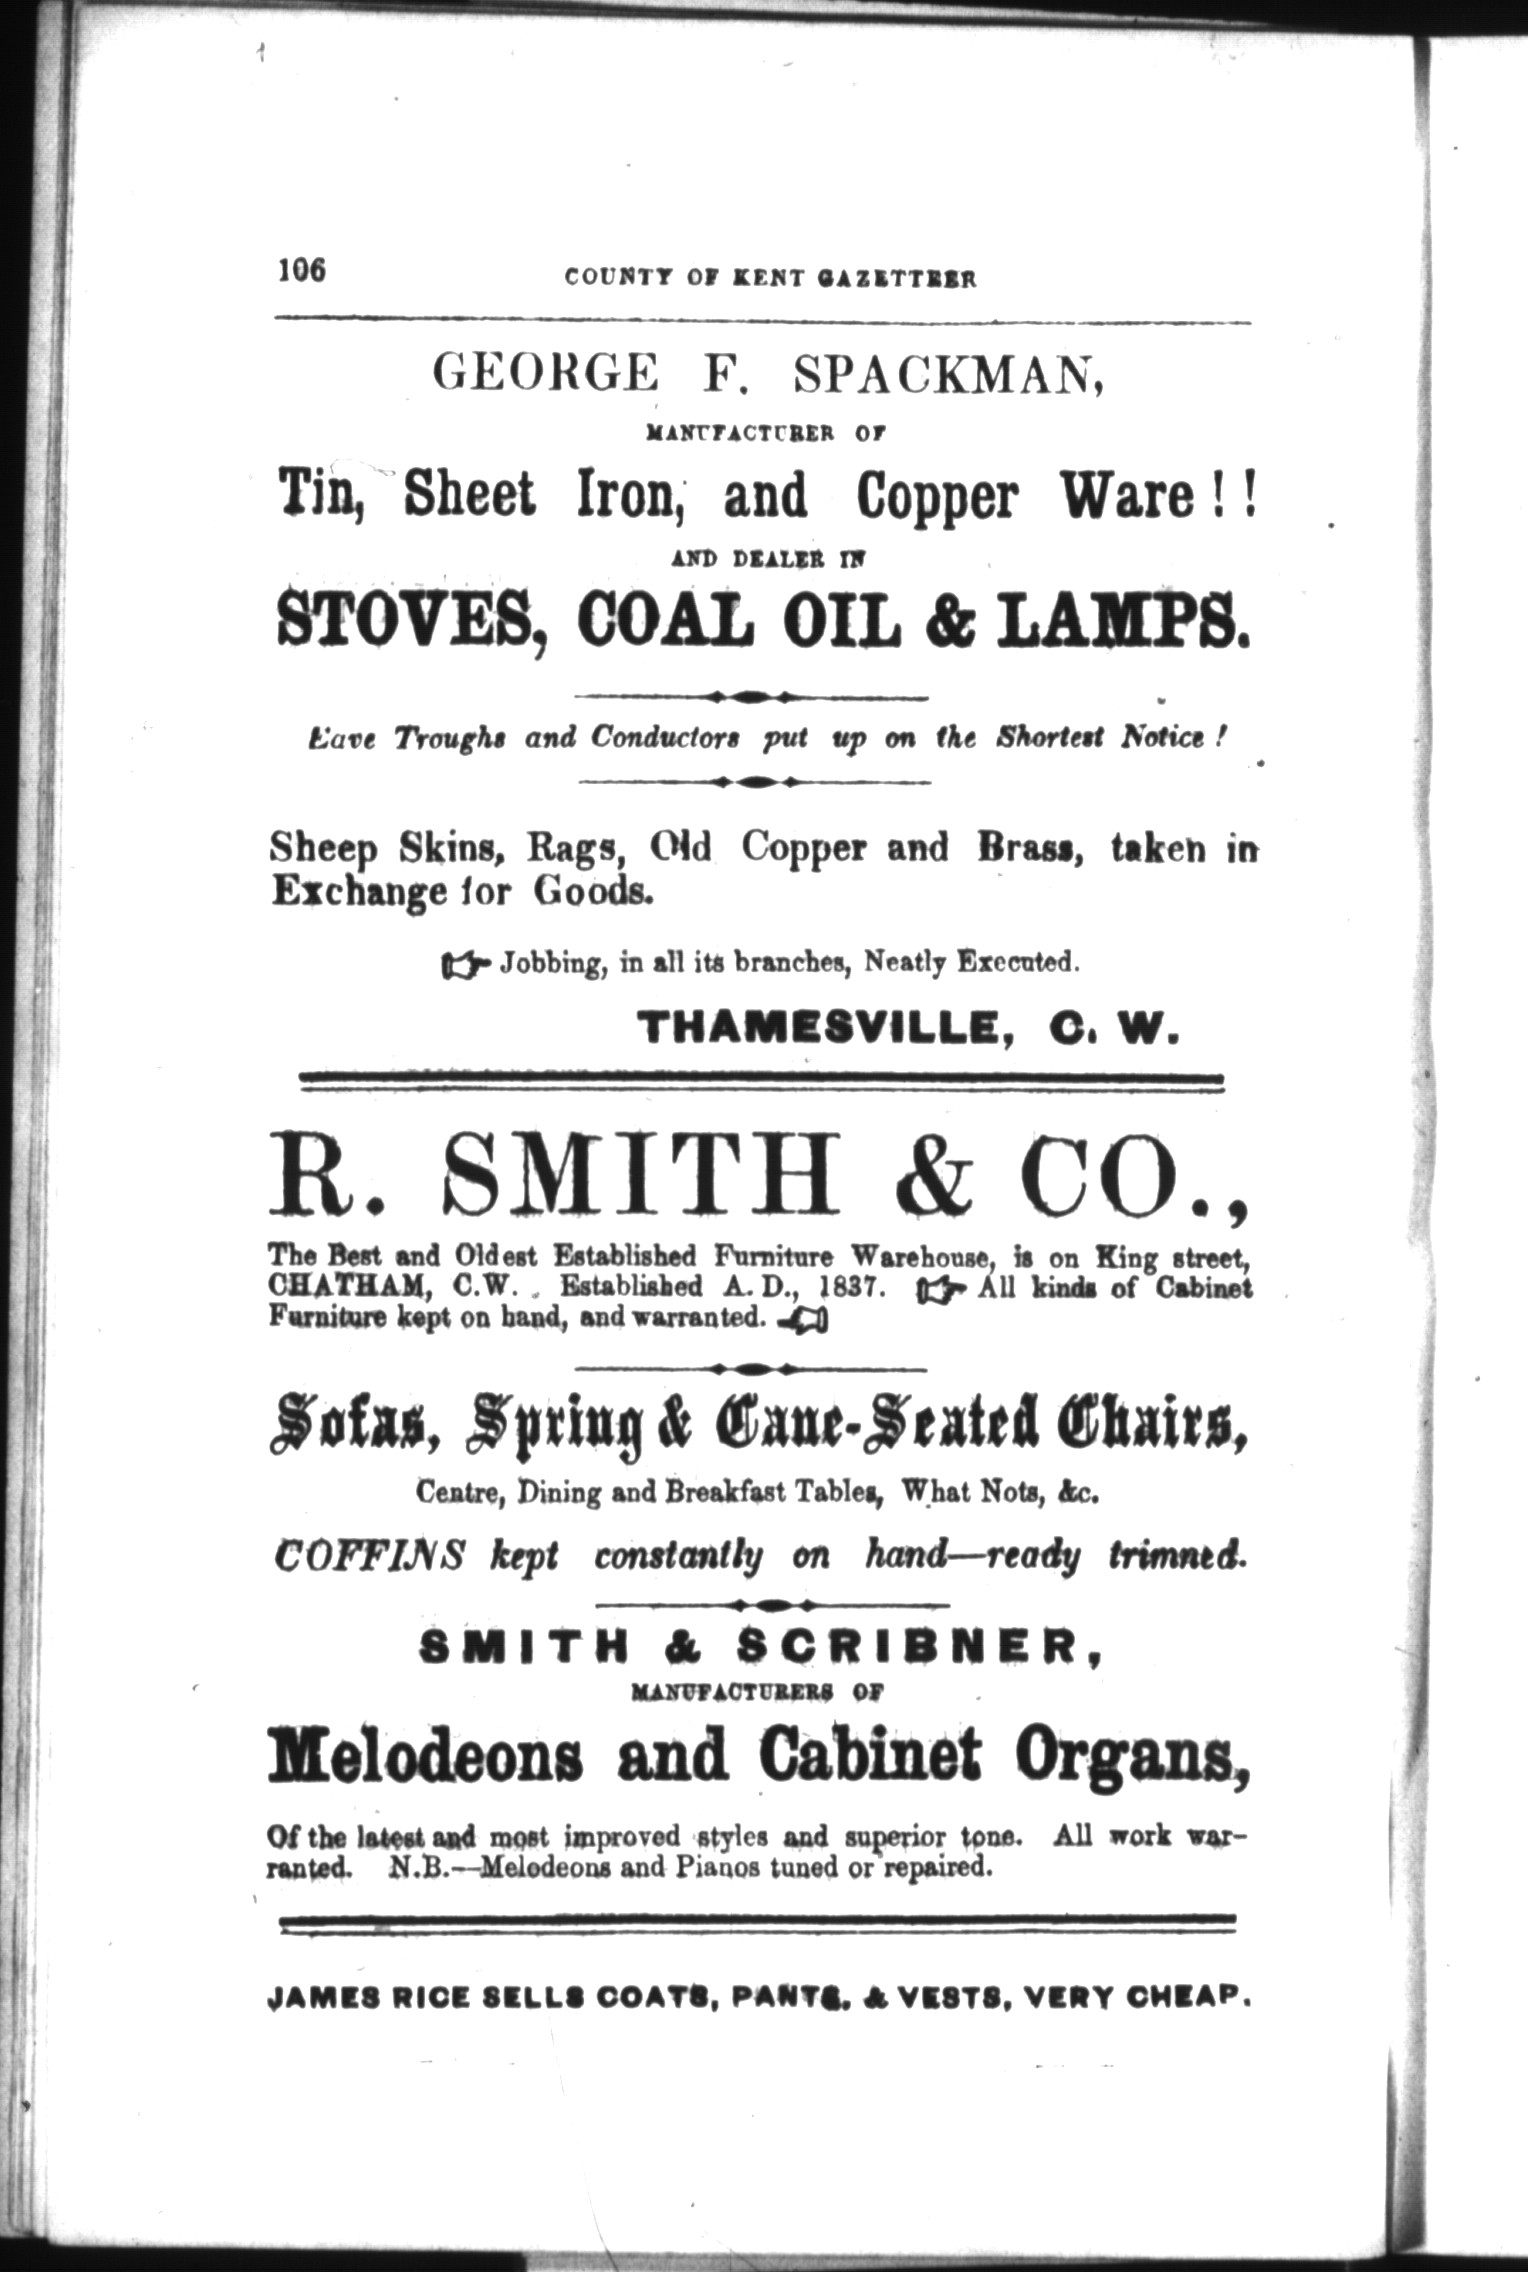 106
COUNTY OF KENT GAZETTEER
GEORGE F. SPACKMAN,
MANUFACTURER OF
Tin, Sheet Iron, and Copper Ware!!
AND DEALER IN
STOVES, COAL OIL & LAMPS.
Eave Troughs and Conductors put up on the Shortest Notice!
Sheep Skins, Rags, Old Copper and Brass, taken in
Exchange for Goods.
☞ Jobbing, in all its branches, Neatly Executed.
THAMESVILLE, C. W.
R. SMITH & CO.,
The Best and Oldest Established Furniture Warehouse, is on King street,
CHATHAM, C.W. . Established A. D., 1837. ☞ All kinds of Cabinet
Furniture kept on hand, and warranted. ☜
Sofas, Spring & Cane-Seated Chairs,
Centre, Dining and Breakfast Tables, What Nots, &c.
COFFINS kept constantly on hand—ready trimned.
SMITH & SCRIBNER,
MANUFACTURERS OF
Melodeons and Cabinet Organs,
Of the latest and most improved styles and superior tone. All work war-
ranted. N.B.—Melodeons and Pianos tuned or repaired.
JAMES RICE SELLS COATS, PANTS, & VESTS, VERY CHEAP.